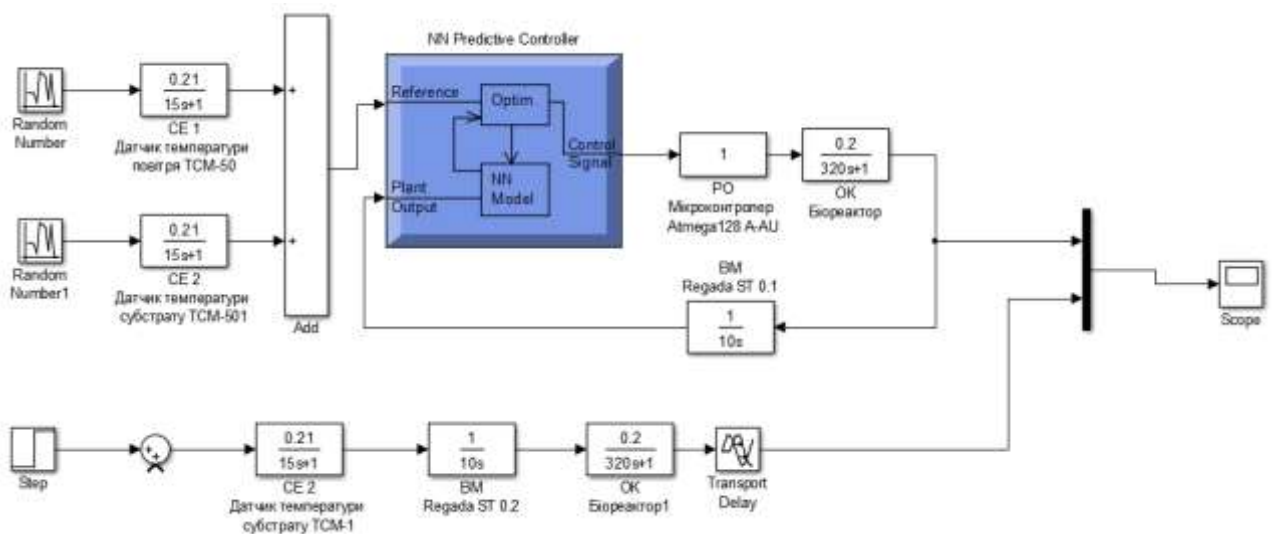 NN Predictive Controller
Random
Number
0.21
15s+1
CE 1
Датчик температури
повітря ТСМ-50
+
Reference
Optim
Control
Signal
NN
Model
Plant
Output
1
РО
Мікроконтролер
Atmega128 A-AU
0.2
320s+1
ОК
Біореактор
Random
Number1
0.21
15s+1
CE 2
Датчик температури
субстрату ТСМ-501
+
Add
ВМ
Regada ST 0.1
1
10s
Scope
Step
+
+
0.21
15s+1
CE 2
Датчик температури
субстрату ТСМ-1
1
10s
ВМ
Regada ST 0.2
0.2
320s+1
ОК
Біореактор1
Transport
Delay